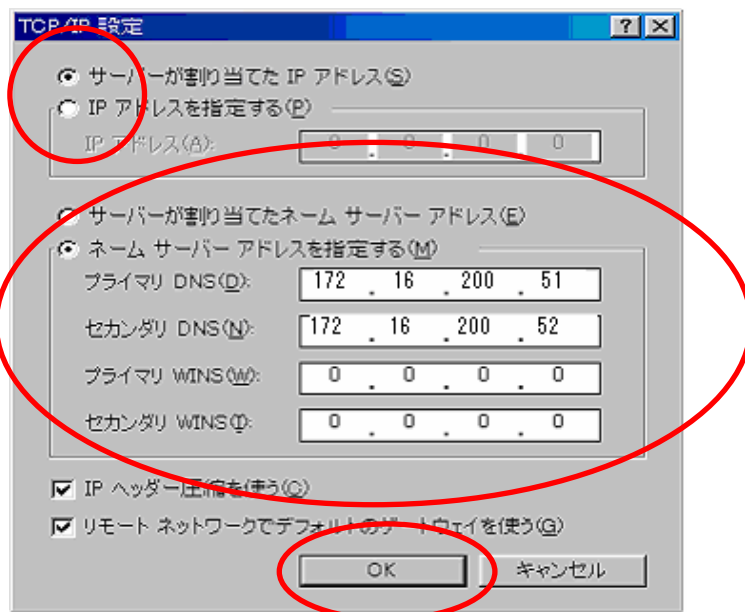 TCP/IP 設定
サーバーが割り当てた IP アドレス(S)
IP アドレスを指定する(P)
IP アドレス(A): 0 . 0 . 0 . 0
サーバーが割り当てたネーム サーバー アドレス(E)
ネーム サーバー アドレスを指定する(M)
プライマリ DNS(D): 172 . 16 . 200 . 51
セカンダリ DNS(N): 172 . 16 . 200 . 52
プライマリ WINS(W): 0 . 0 . 0 . 0
セカンダリ WINS(I): 0 . 0 . 0 . 0
IP ヘッダー圧縮を使う(C)
リモート ネットワークでデフォルトのゲートウェイを使う(G)
OK キャンセル